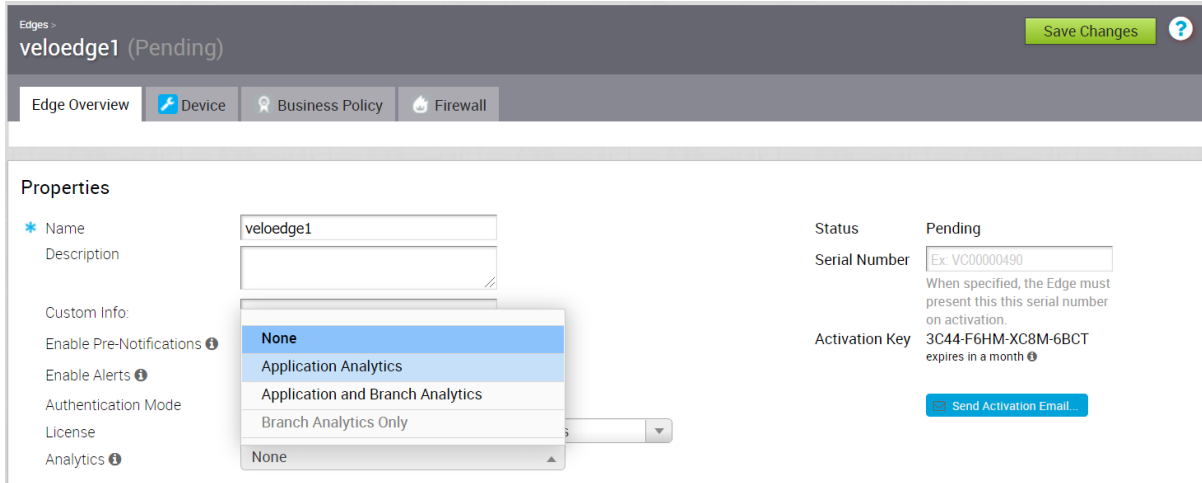 Edges >
veloedge1 (Pending)
Save Changes
?
Edge Overview
Device
Business Policy
Firewall
Properties
* Name
veloedge1
Description
Custom Info:
Enable Pre-Notifications
Enable Alerts
Authentication Mode
License
Analytics
None
Application Analytics
Application and Branch Analytics
Branch Analytics Only
None
Status
Pending
Serial Number
Ex: VC00000490
When specified, the Edge must
present this this serial number
on activation.
Activation Key
3C44-F6HM-XC8M-6BCT
expires in a month
Send Activation Email...